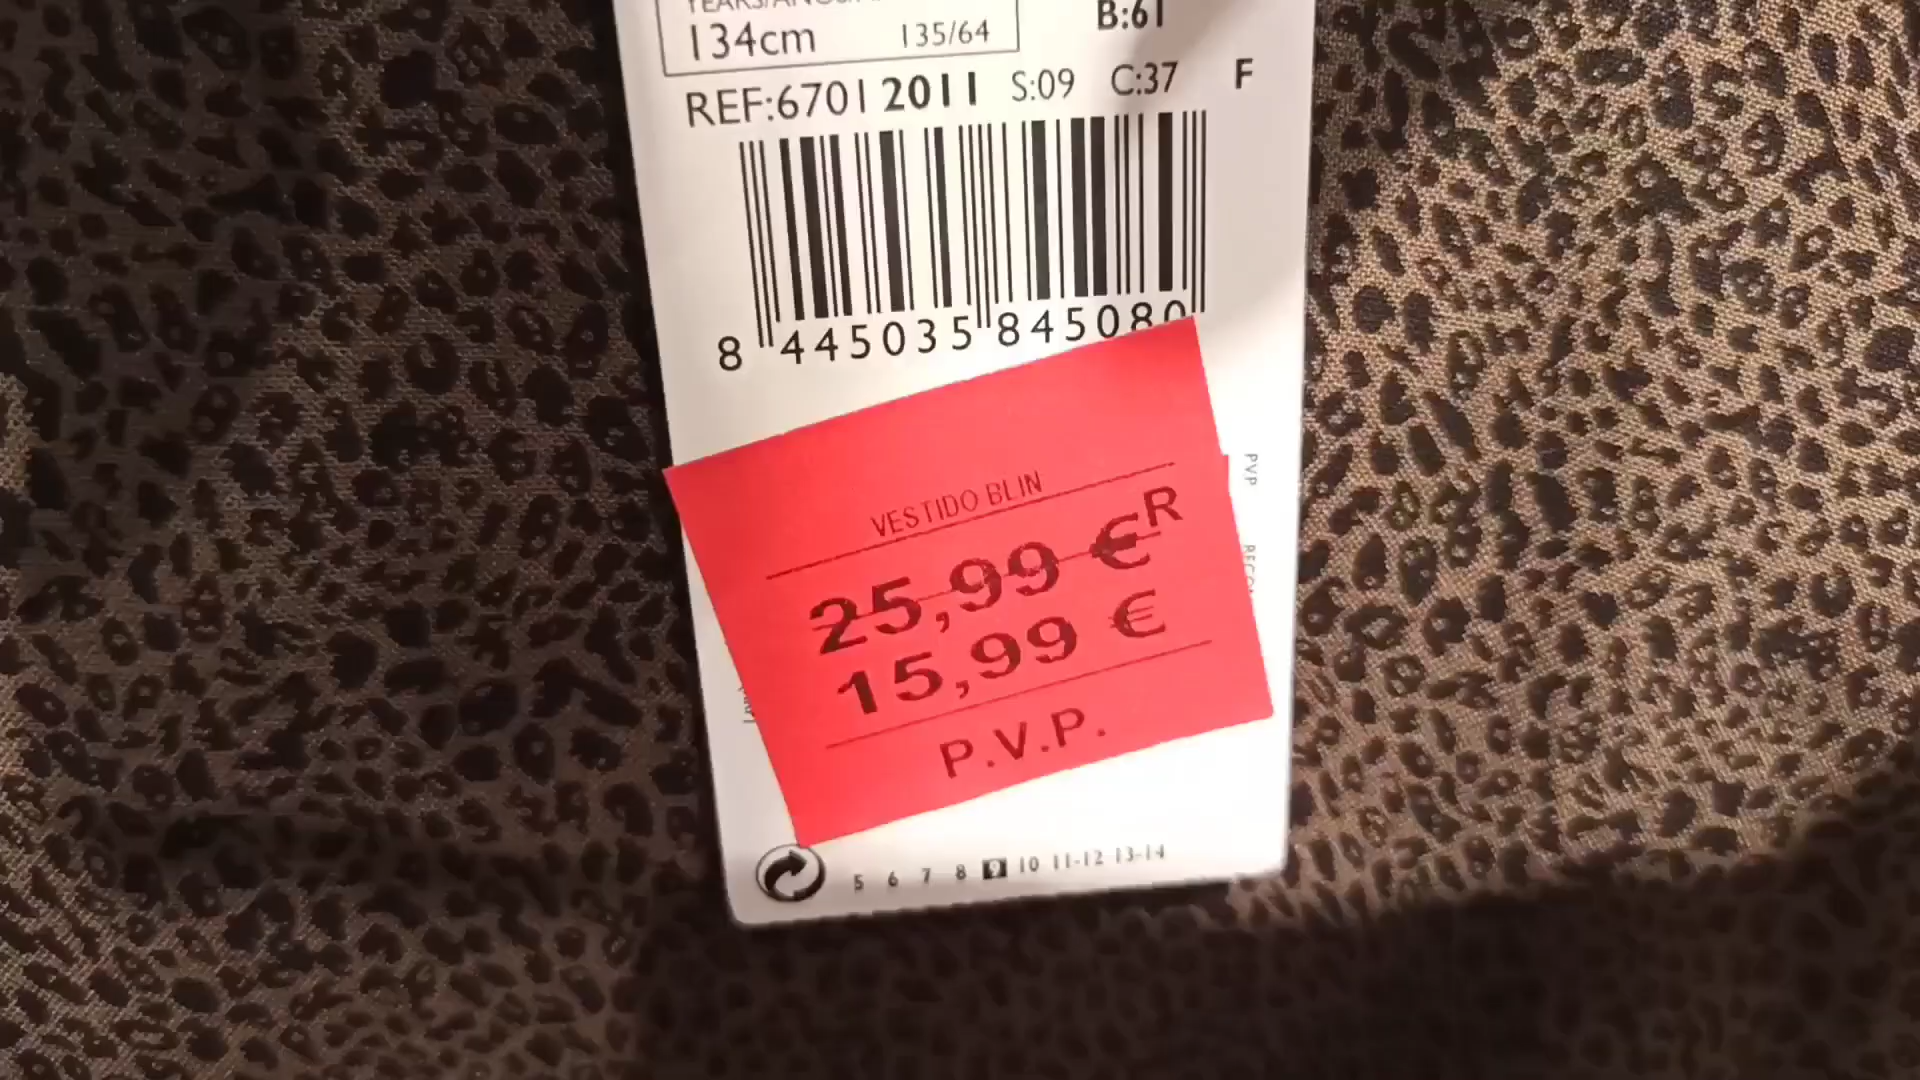 134cm 135/64 B:61
REF:6701 2011 S:09 C:37 F
8 445035 845080
PVP
VESTIDO BLIN
25,99 € R
15,99 €
P.V.P.
5 6 7 8 9 10 11-12 13-14